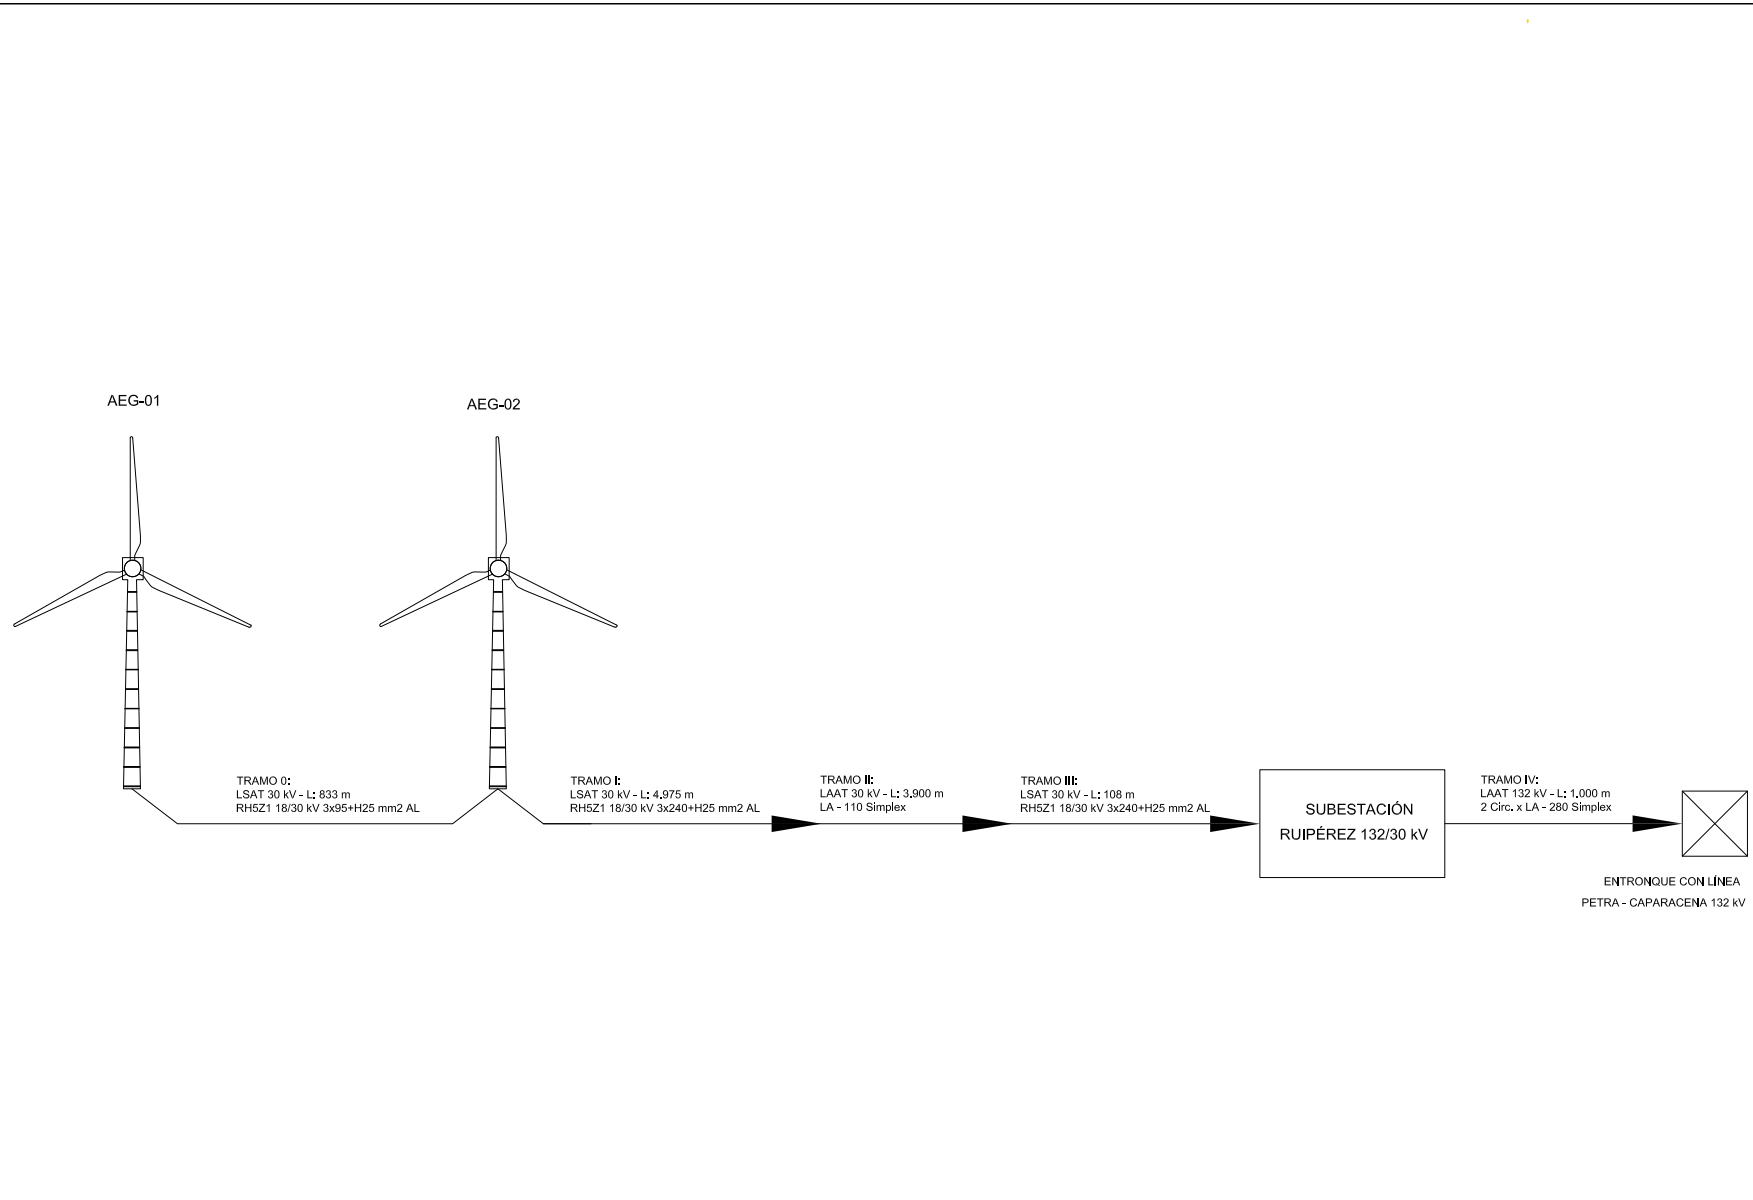 AEG-01
AEG-02
TRAMO 0:
LSAT 30 kV - L: 833 m
RH5Z1 18/30 kV 3x95+H25 mm2 AL
TRAMO I:
LSAT 30 kV - L: 4.975 m
RH5Z1 18/30 kV 3x240+H25 mm2 AL
TRAMO II:
LAAT 30 kV - L: 3.900 m
LA - 110 Simplex
TRAMO III:
LSAT 30 kV - L: 108 m
RH5Z1 18/30 kV 3x240+H25 mm2 AL
SUBESTACIÓN
RUIPÉREZ 132/30 kV
TRAMO IV:
LAAT 132 kV - L: 1.000 m
2 Circ. x LA - 280 Simplex
ENTRONQUE CON LÍNEA
PETRA - CAPARACENA 132 kV